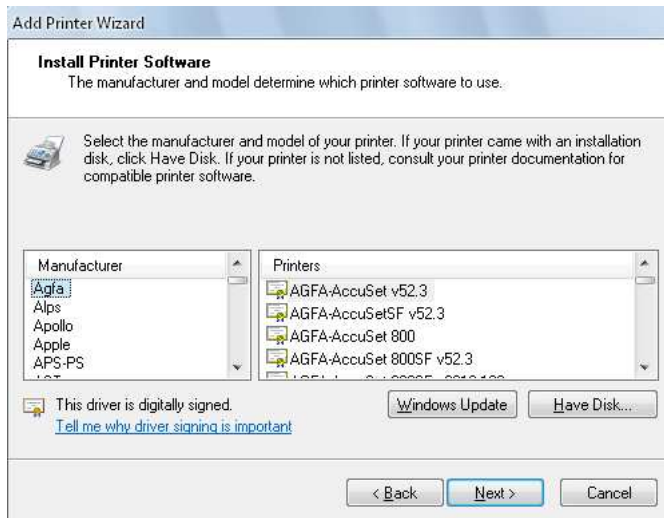 Add Printer Wizard
Install Printer Software
The manufacturer and model determine which printer software to use.
Select the manufacturer and model of your printer. If your printer came with an installation
disk, click Have Disk. If your printer is not listed, consult your printer documentation for
compatible printer software.
Manufacturer
Agfa
Alps
Apollo
Apple
APS-PS
Printers
AGFA-AccuSet v52.3
AGFA-AccuSetSF v52.3
AGFA-AccuSet 800
AGFA-AccuSet 800SF v52.3
This driver is digitally signed.
Tell me why driver signing is important
Windows Update
Have Disk...
< Back
Next >
Cancel